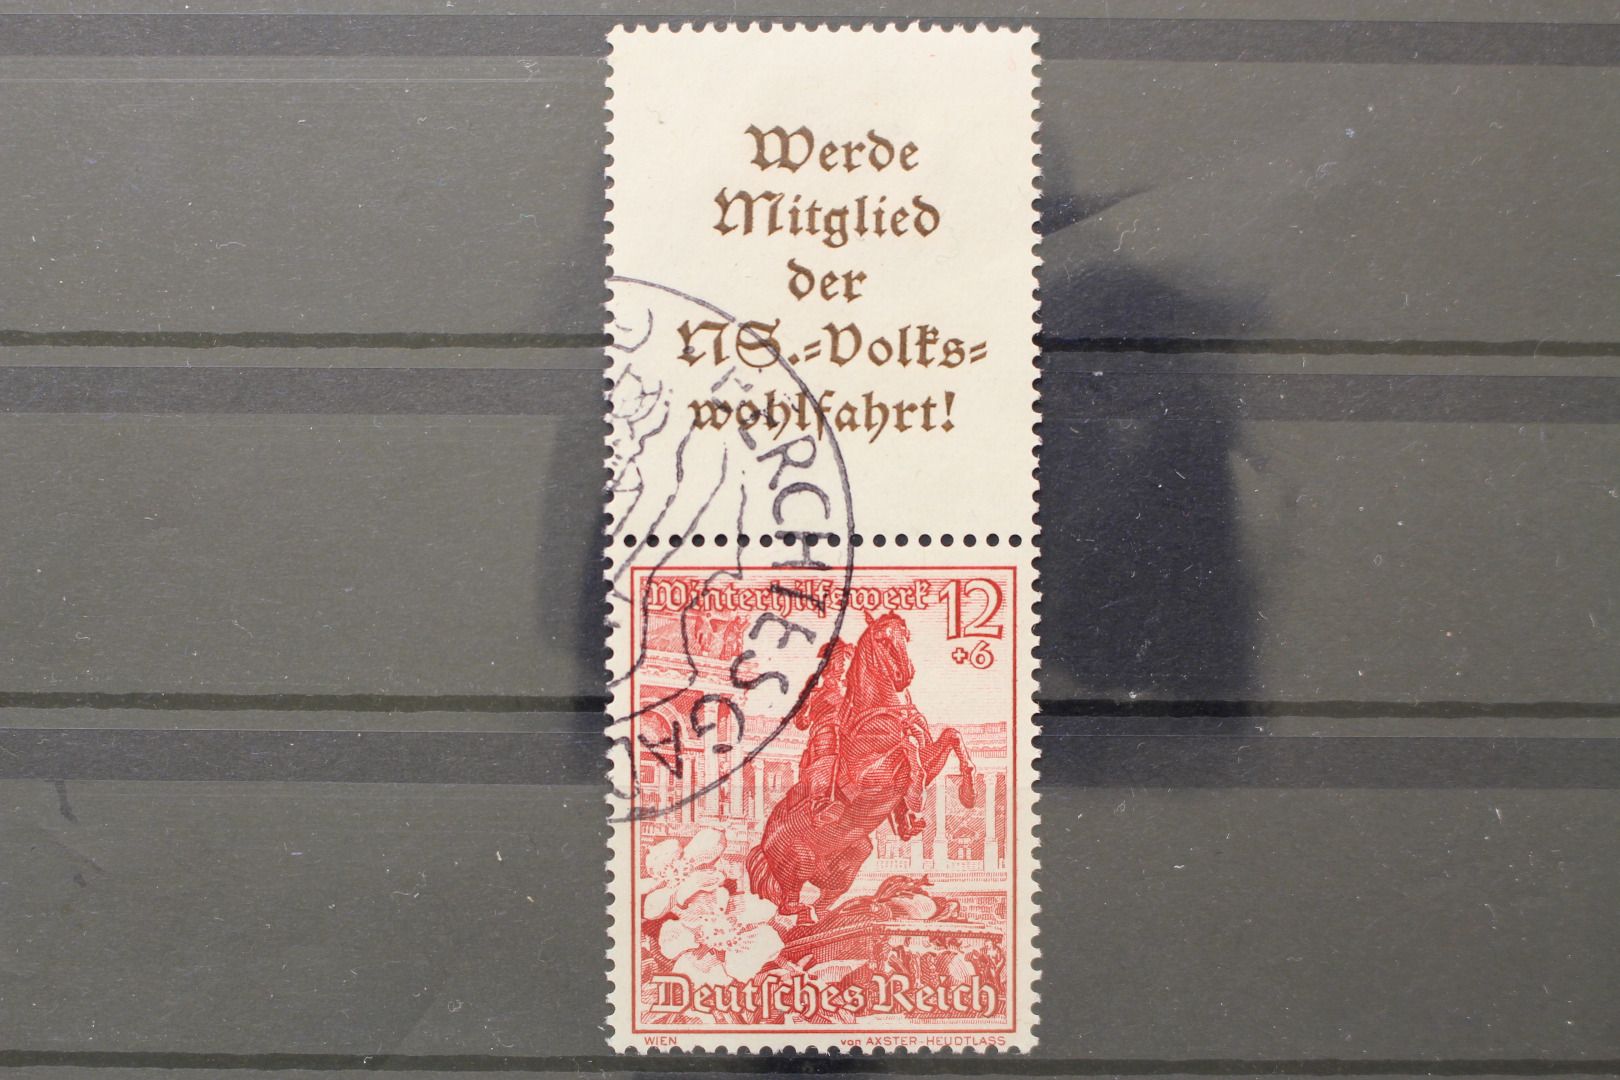 Werde
Mitglied
der
NS.-Volks-
wohlfahrt!
Winterhilfswerk 12
+6
Deutsches Reich
WIEN von AXSTER-HEUDTLASS